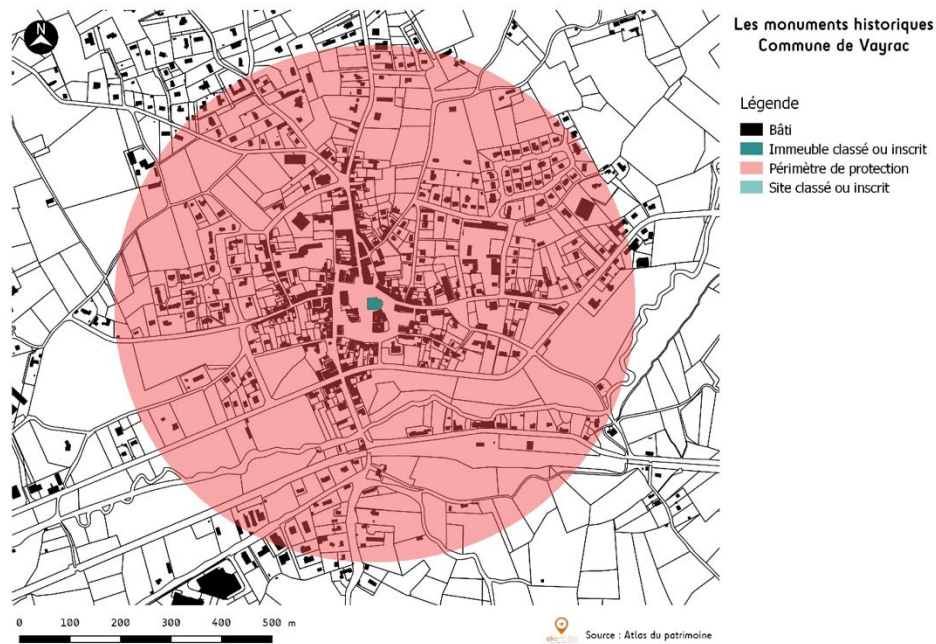 N
Les monuments historiques
Commune de Vayrac
Légende
Bâti
Immeuble classé ou inscrit
Périmètre de protection
Site classé ou inscrit
0 100 200 300 400 500 m
Source : Atlas du patrimoine